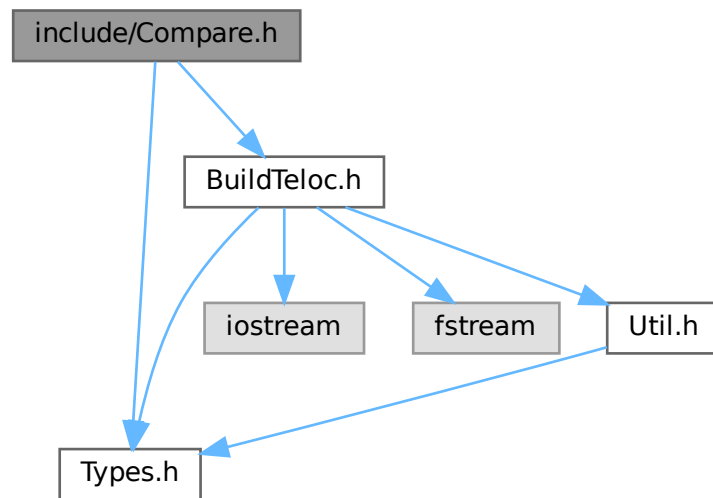 include/Compare.h
BuildTeloc.h
iostream
fstream
Util.h
Types.h